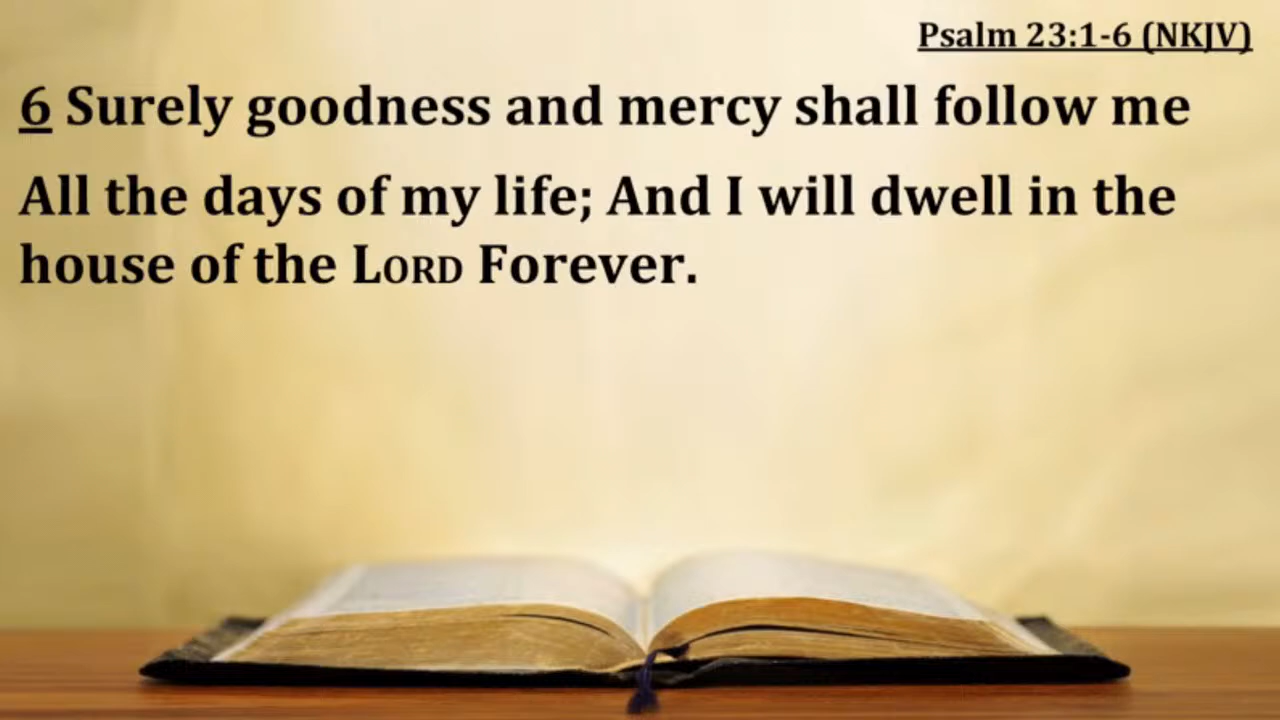 Psalm 23:1-6 (NKJV)
6 Surely goodness and mercy shall follow me
All the days of my life; And I will dwell in the
house of the LORD Forever.